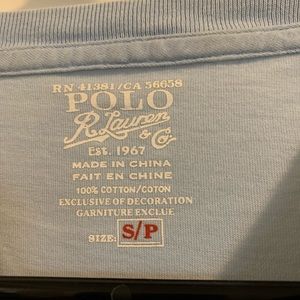 RN 41381/CA 56658
POLO
R. Lauren
& Co.
EST. 1967
MADE IN CHINA
FAIT EN CHINE
100% COTTON/COTON
EXCLUSIVE OF DECORATION
GARNITURE EXCLUE
SIZE: S/P